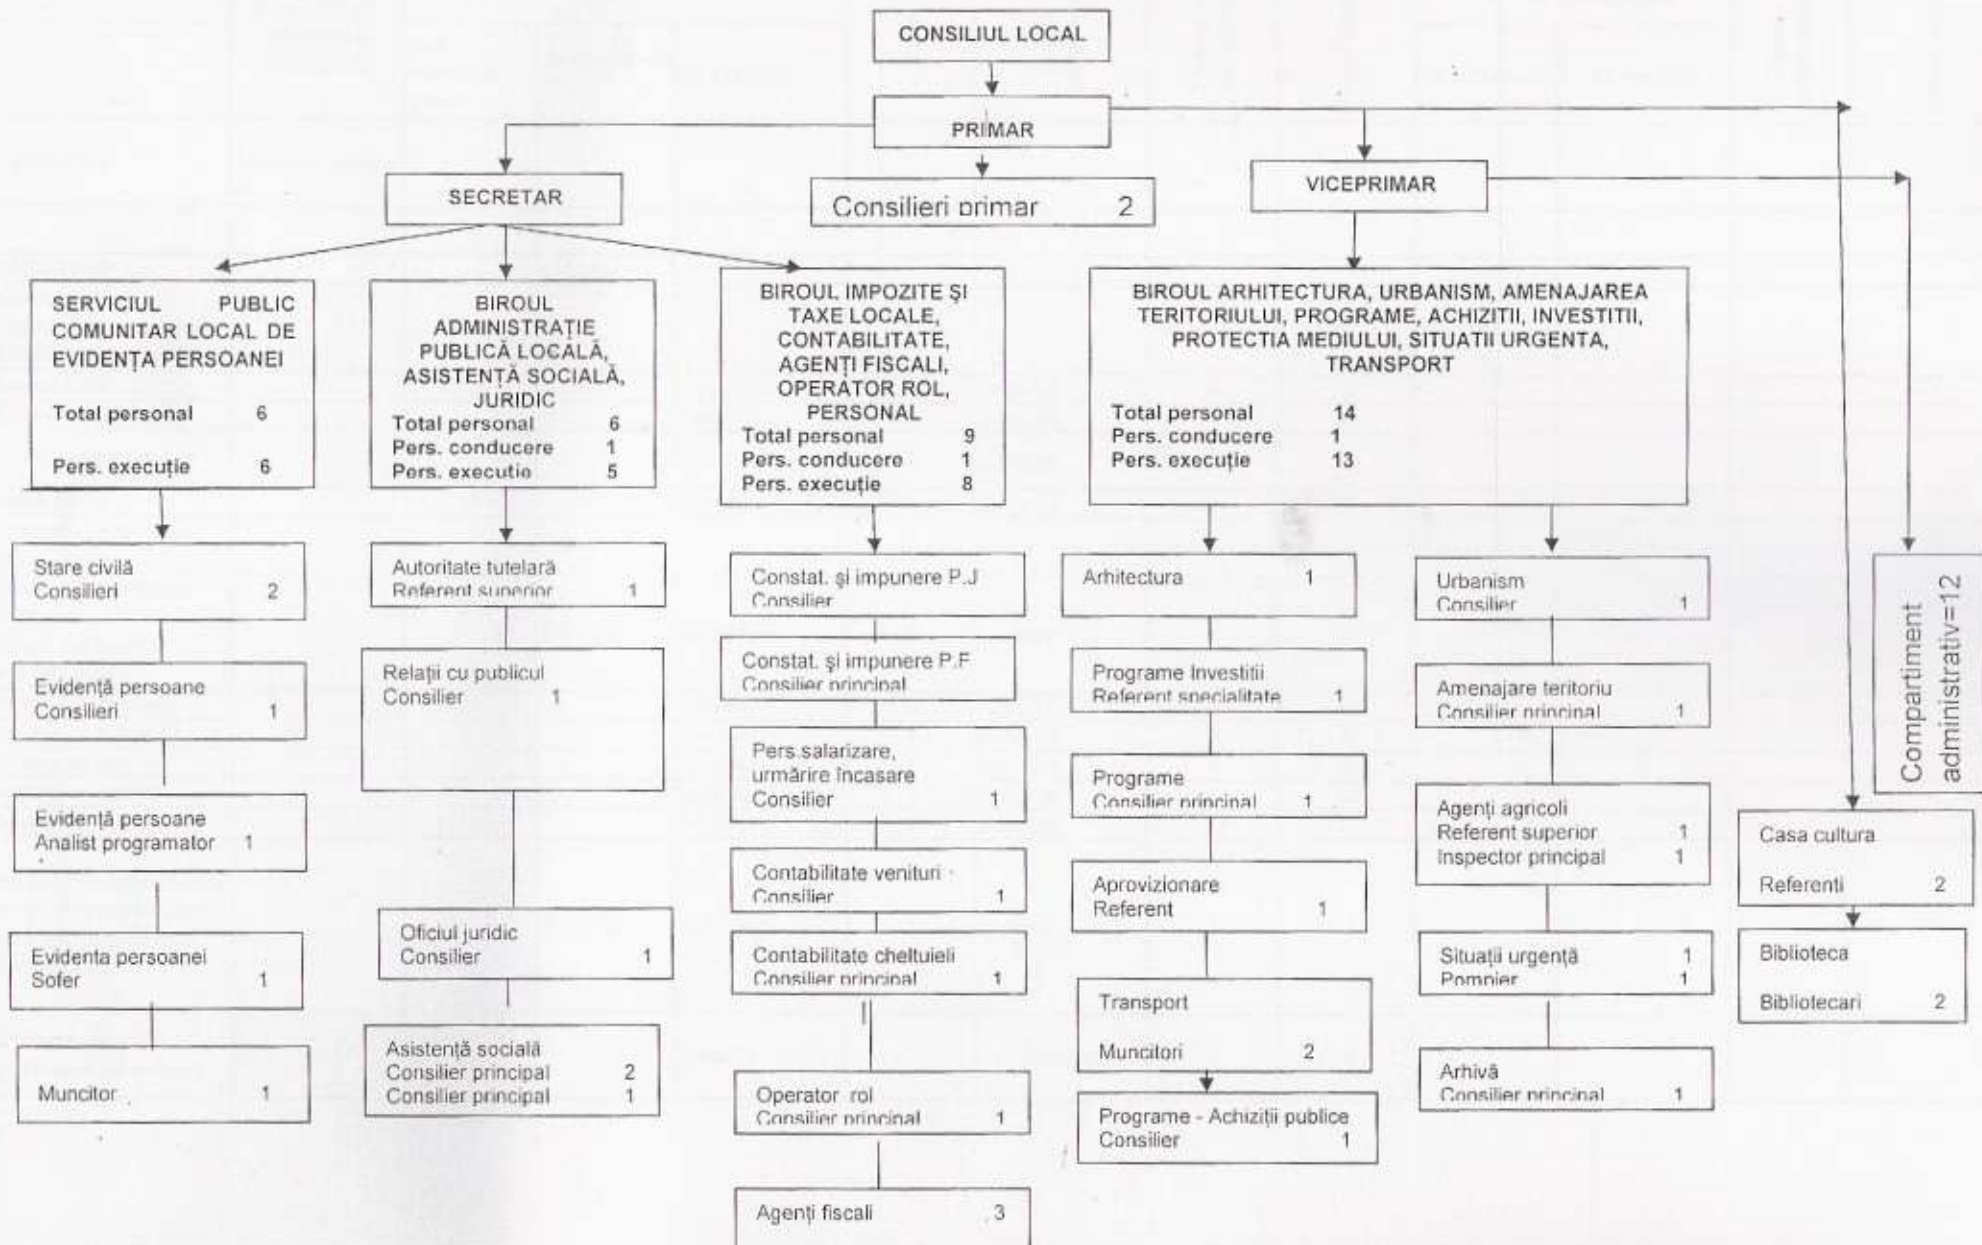 CONSILIUL LOCAL
PRIMAR
SECRETAR
Consilieri primar 2
VICEPRIMAR
SERVICIUL PUBLIC
COMUNITAR LOCAL DE
EVIDENȚA PERSOANEI
Total personal 6
Pers. execuție 6
BIROUL
ADMINISTRAȚIE
PUBLICĂ LOCALĂ,
ASISTENȚĂ SOCIALĂ,
JURIDIC
Total personal 6
Pers. conducere 1
Pers. executie 5
BIROUL IMPOZITE ŞI
TAXE LOCALE,
CONTABILITATE,
AGENȚI FISCALI,
OPERATOR ROL,
PERSONAL
Total personal 9
Pers. conducere 1
Pers. execuție 8
BIROUL ARHITECTURA, URBANISM, AMENAJAREA
TERITORIULUI, PROGRAME, ACHIZITII, INVESTITII,
PROTECTIA MEDIULUI, SITUATII URGENTA,
TRANSPORT
Total personal 14
Pers. conducere 1
Pers. execuție 13
Stare civilă
Consilieri 2
Evidență persoane
Consilieri 1
Evidență persoane
Analist programator 1
Evidenta persoanei
Sofer 1
Muncitor 1
Autoritate tutelară
Referent superior 1
Relații cu publicul
Consilier 1
Oficiul juridic
Consilier 1
Asistență socială
Consilier principal 2
Consilier principal 1
Constat. şi impunere P.J
Consilier
Constat. şi impunere P.F
Consilier principal
Pers.salarizare,
urmărire încasare
Consilier 1
Contabilitate venituri
Consilier 1
Contabilitate cheltuieli
Consilier principal 1
Operator rol
Consilier principal 1
Agenți fiscali 3
Arhitectura 1
Programe Investitii
Referent specialitate 1
Programe
Consilier principal 1
Aprovizionare
Referent 1
Transport
Muncitori 2
Programe - Achiziții publice
Consilier 1
Urbanism
Consilier 1
Amenajare teritoriu
Consilier principal 1
Agenți agricoli
Referent superior 1
Inspector principal 1
Situații urgență 1
Pompier 1
Arhivă
Consilier principal 1
Casa cultura
Referenti 2
Biblioteca
Bibliotecari 2
Compartiment
administrativ=12